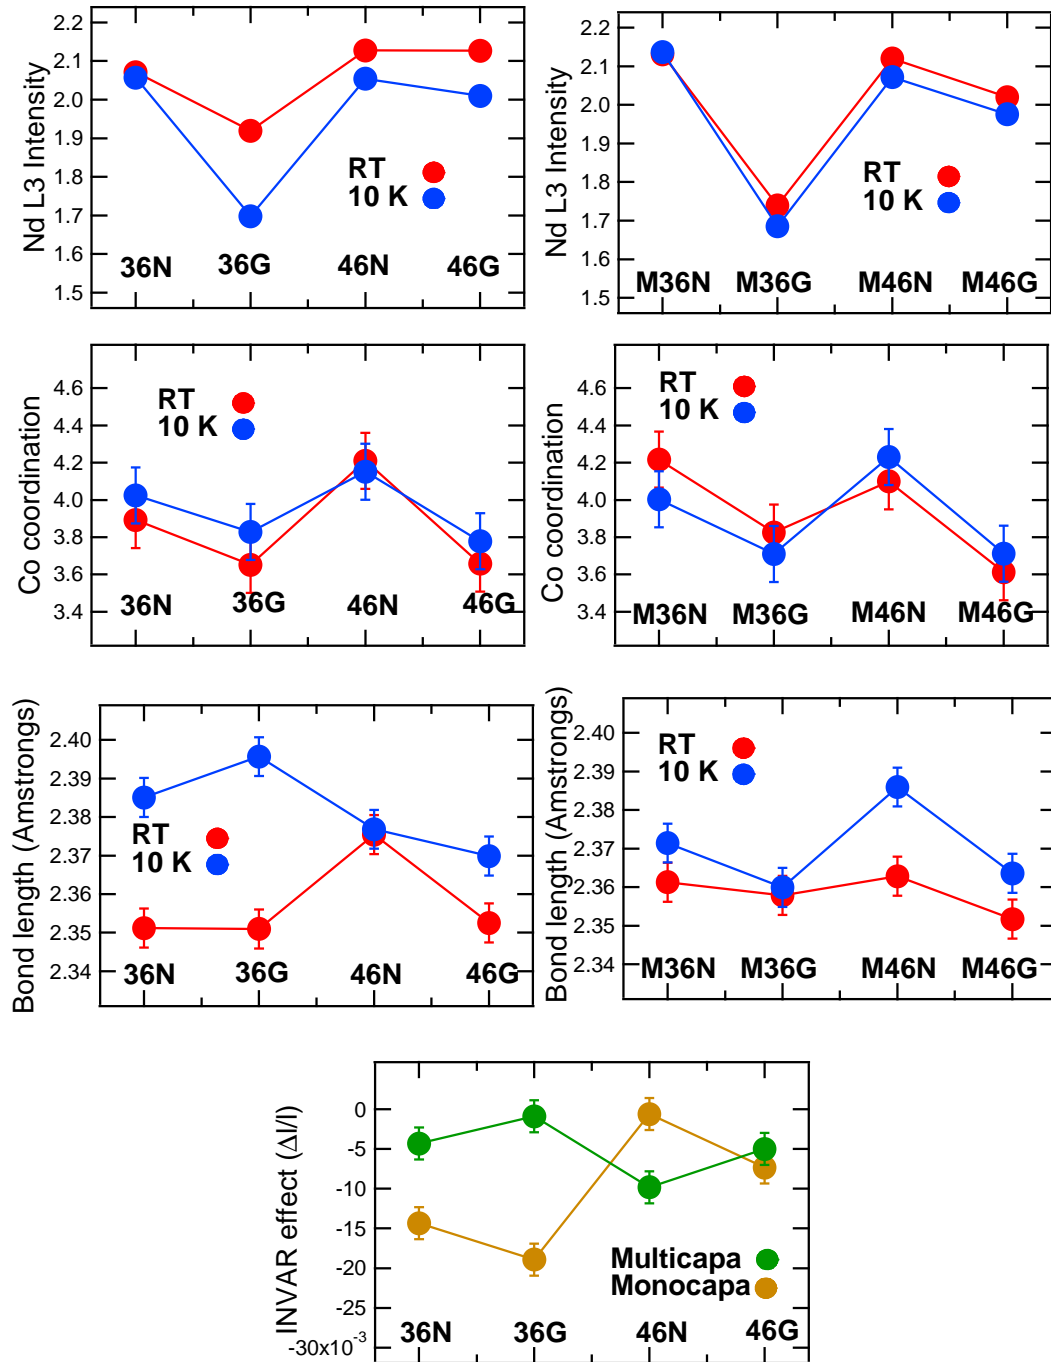 Nd L3 Intensity
2.2
2.1
2.0
1.9
1.8
1.7
1.6
1.5
RT
10 K
36N
36G
46N
46G
Nd L3 Intensity
2.2
2.1
2.0
1.9
1.8
1.7
1.6
1.5
RT
10 K
M36N
M36G
M46N
M46G
Co coordination
4.6
4.4
4.2
4.0
3.8
3.6
3.4
RT
10 K
36N
36G
46N
46G
Co coordination
4.6
4.4
4.2
4.0
3.8
3.6
3.4
RT
10 K
M36N
M36G
M46N
M46G
Bond length (Amstrongs)
2.40
2.39
2.38
2.37
2.36
2.35
2.34
RT
10 K
36N
36G
46N
46G
Bond length (Amstrongs)
2.40
2.39
2.38
2.37
2.36
2.35
2.34
RT
10 K
M36N
M36G
M46N
M46G
INVAR effect (Δl/l)
0
-5
-10
-15
-20
-25
-30x10⁻³
Multicapa
Monocapa
36N
36G
46N
46G